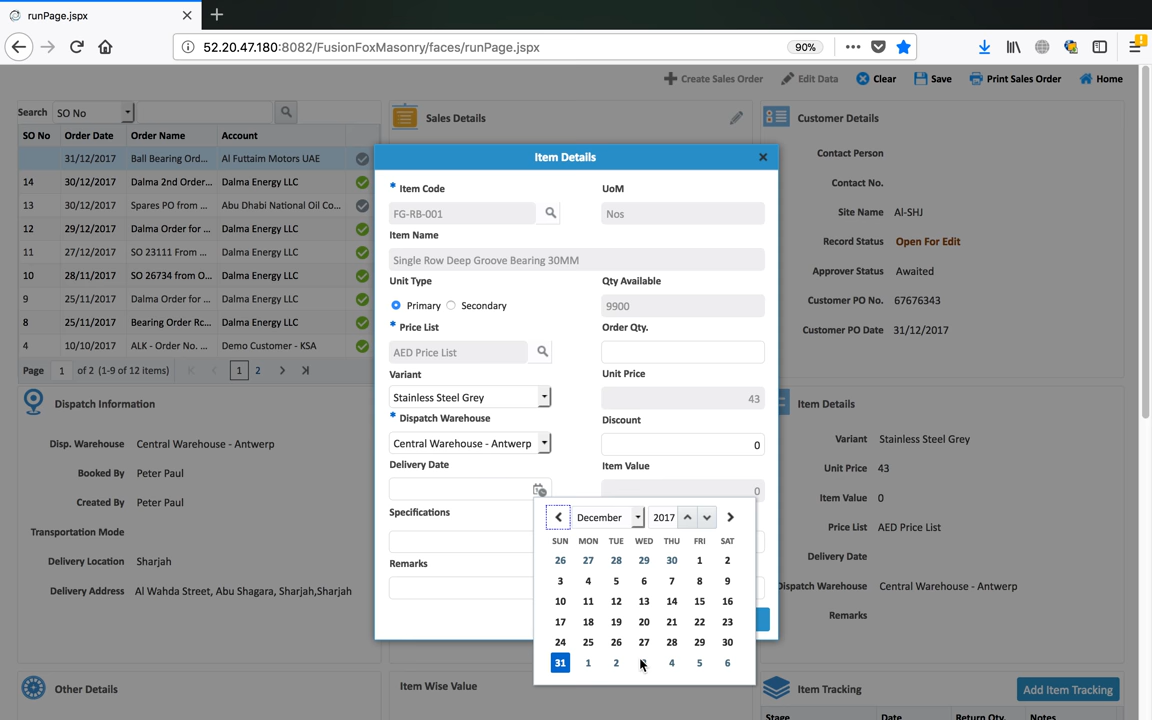 runPage.jspx
52.20.47.180:8082/FusionFoxMasonry/faces/runPage.jspx
90%
Create Sales Order
Edit Data
Clear
Save
Print Sales Order
Home
Search SO No
SO No Order Date Order Name Account
31/12/2017 Ball Bearing Ord... Al Futtaim Motors UAE
14 30/12/2017 Dalma 2nd Order... Dalma Energy LLC
13 30/12/2017 Spares PO from ... Abu Dhabi National Oil Co...
12 29/12/2017 Dalma Order for ... Dalma Energy LLC
11 27/12/2017 SO 23111 From ... Dalma Energy LLC
10 28/11/2017 SO 26734 from O... Dalma Energy LLC
9 25/11/2017 Dalma Order for ... Dalma Energy LLC
8 25/11/2017 Bearing Order Rc... Dalma Energy LLC
4 10/10/2017 ALK - Order No. ... Demo Customer - KSA
Page 1 of 2 (1-9 of 12 items) 1 2
Sales Details
Customer Details
Contact Person
Contact No.
Site Name Al-SHJ
Record Status Open For Edit
Approver Status Awaited
Customer PO No. 67676343
Customer PO Date 31/12/2017
Item Details
* Item Code
FG-RB-001
UoM
Nos
Item Name
Single Row Deep Groove Bearing 30MM
Unit Type
Primary Secondary
Qty Available
9900
* Price List
AED Price List
Order Qty.
Variant
Stainless Steel Grey
Unit Price
43
* Dispatch Warehouse
Central Warehouse - Antwerp
Discount
0
Delivery Date
Item Value
0
Specifications
Remarks
December 2017
SUN MON TUE WED THU FRI SAT
26 27 28 29 30 1 2
3 4 5 6 7 8 9
10 11 12 13 14 15 16
17 18 19 20 21 22 23
24 25 26 27 28 29 30
31 1 2 4 5 6
Dispatch Information
Disp. Warehouse Central Warehouse - Antwerp
Booked By Peter Paul
Created By Peter Paul
Transportation Mode
Delivery Location Sharjah
Delivery Address Al Wahda Street, Abu Shagara, Sharjah,Sharjah
Item Details
Variant Stainless Steel Grey
Unit Price 43
Item Value 0
Price List AED Price List
Delivery Date
Dispatch Warehouse Central Warehouse - Antwerp
Remarks
Other Details
Item Wise Value
Item Tracking
Add Item Tracking
Stage Date Return Qty. Notes